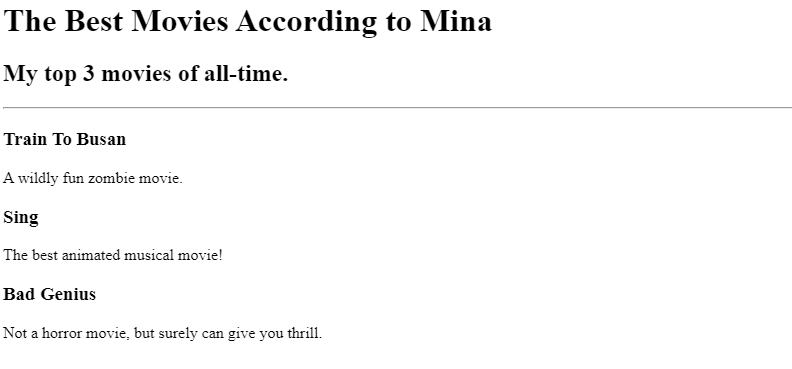 The Best Movies According to Mina
My top 3 movies of all-time.
Train To Busan
A wildly fun zombie movie.
Sing
The best animated musical movie!
Bad Genius
Not a horror movie, but surely can give you thrill.